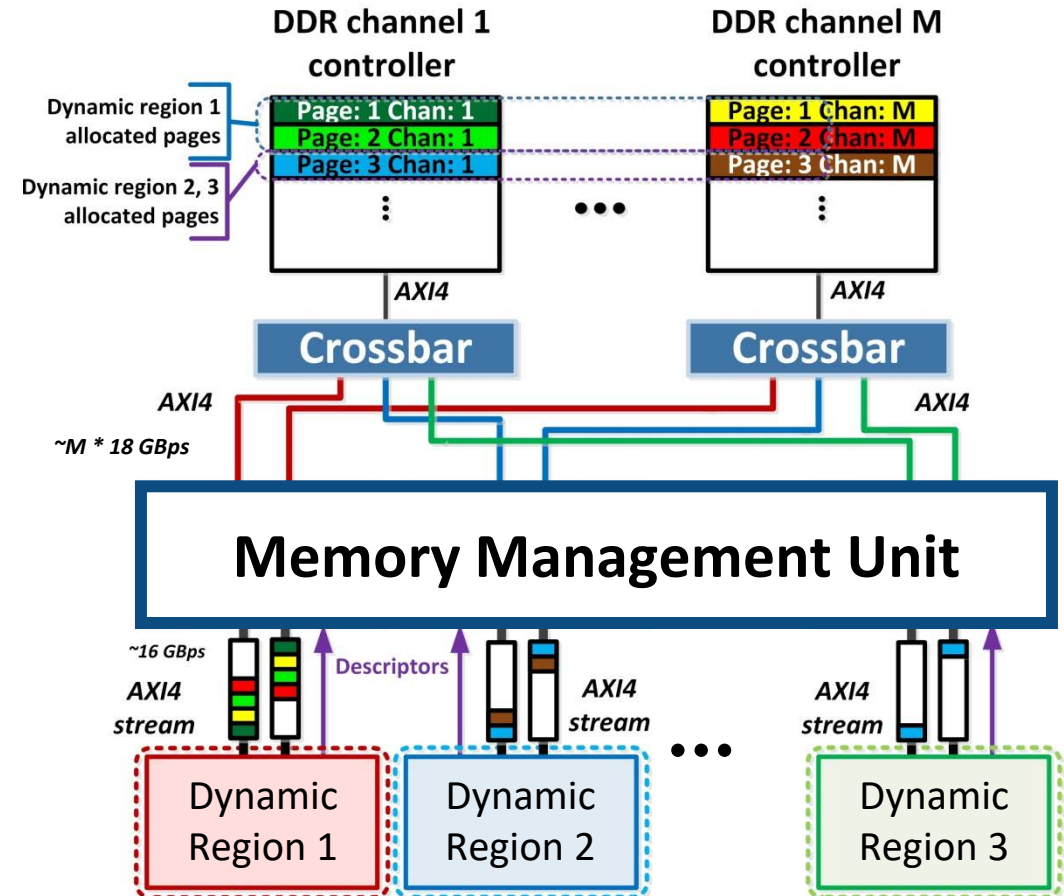 DDR channel 1
controller
DDR channel M
controller
Dynamic region 1
allocated pages
Dynamic region 2, 3
allocated pages
Page: 1 Chan: 1
Page: 2 Chan: 1
Page: 3 Chan: 1
Page: 1 Chan: M
Page: 2 Chan: M
Page: 3 Chan: M
AXI4
AXI4
Crossbar
Crossbar
AXI4
AXI4
~M * 18 GBps
Memory Management Unit
~16 GBps
AXI4
stream
Descriptors
AXI4
stream
AXI4
stream
Dynamic
Region 1
Dynamic
Region 2
Dynamic
Region 3